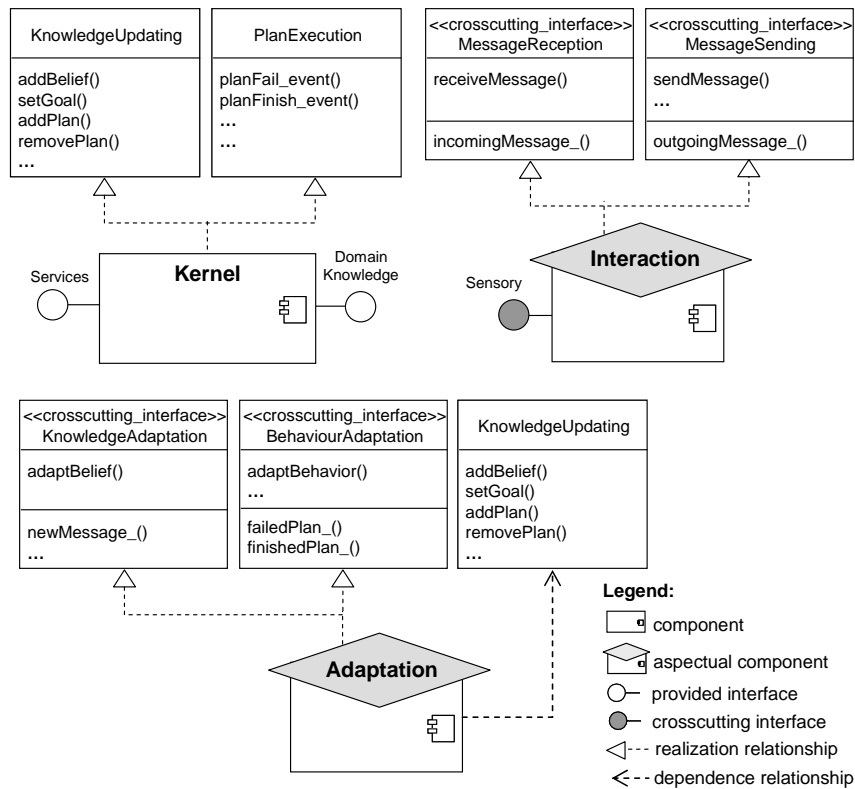 KnowledgeUpdating
addBelief()
setGoal()
addPlan()
removePlan()
...
PlanExecution
planFail_event()
planFinish_event()
...
...
<<crosscutting_interface>>
MessageReception
receiveMessage()
incomingMessage_()
<<crosscutting_interface>>
MessageSending
sendMessage()
...
outgoingMessage_()
Services
Kernel
Domain
Knowledge
Sensory
Interaction
<<crosscutting_interface>>
KnowledgeAdaptation
adaptBelief()
newMessage_()
...
<<crosscutting_interface>>
BehaviourAdaptation
adaptBehavior()
...
failedPlan_()
finishedPlan_()
KnowledgeUpdating
addBelief()
setGoal()
addPlan()
removePlan()
...
Adaptation
Legend:
component
aspectual component
provided interface
crosscutting interface
realization relationship
dependence relationship